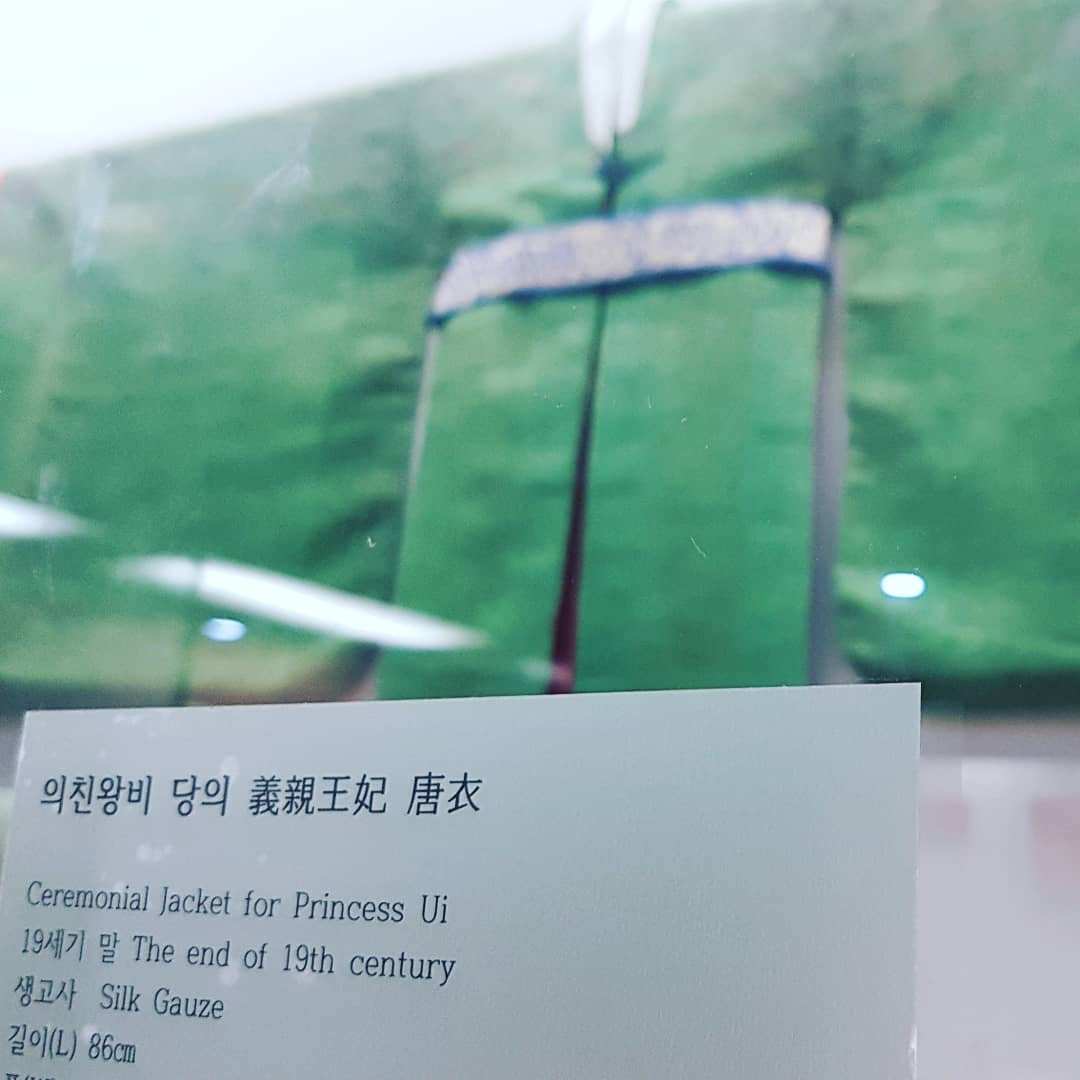 의친왕비 당의 義親王妃 唐衣
Ceremonial Jacket for Princess Ui
19세기 말 The end of 19th century
생고사 Silk Gauze
길이(L) 86㎝